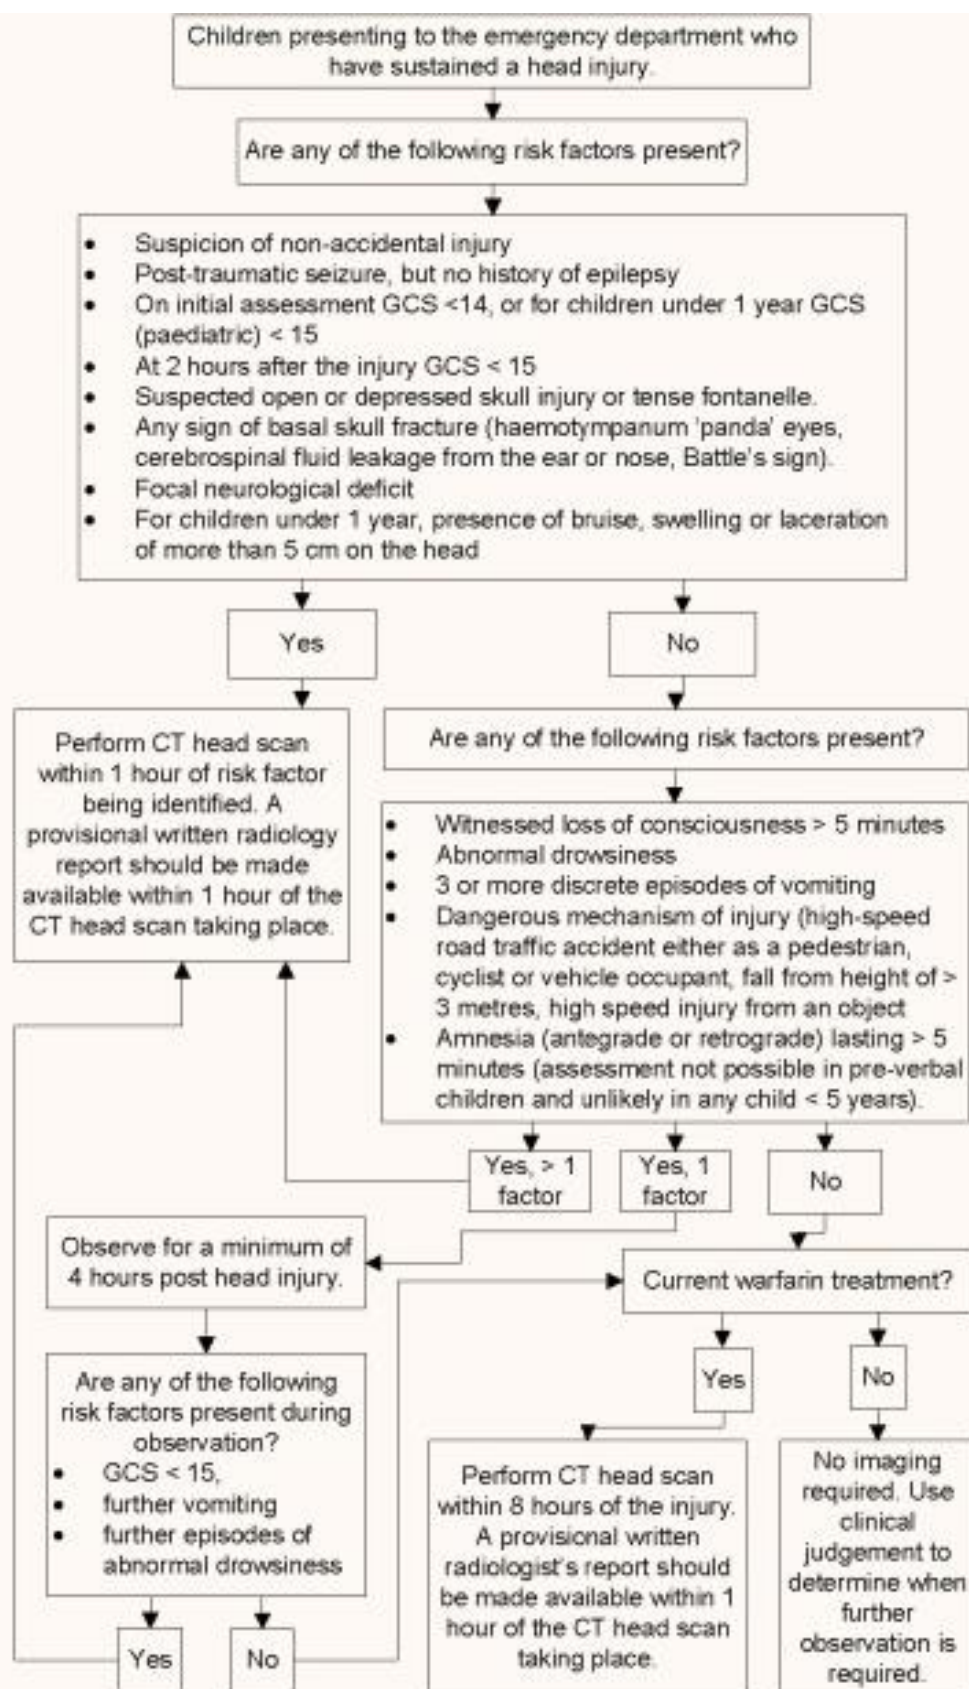 Children presenting to the emergency department who
have sustained a head injury.
Are any of the following risk factors present?
• Suspicion of non-accidental injury
• Post-traumatic seizure, but no history of epilepsy
• On initial assessment GCS <14, or for children under 1 year GCS
(paediatric) < 15
• At 2 hours after the injury GCS < 15
• Suspected open or depressed skull injury or tense fontanelle.
• Any sign of basal skull fracture (haemotympanum 'panda' eyes,
cerebrospinal fluid leakage from the ear or nose, Battle's sign).
• Focal neurological deficit
• For children under 1 year, presence of bruise, swelling or laceration
of more than 5 cm on the head
Yes
No
Perform CT head scan
within 1 hour of risk factor
being identified. A
provisional written radiology
report should be made
available within 1 hour of the
CT head scan taking place.
Are any of the following risk factors present?
• Witnessed loss of consciousness > 5 minutes
• Abnormal drowsiness
• 3 or more discrete episodes of vomiting
• Dangerous mechanism of injury (high-speed
road traffic accident either as a pedestrian,
cyclist or vehicle occupant, fall from height of >
3 metres, high speed injury from an object
• Amnesia (antegrade or retrograde) lasting > 5
minutes (assessment not possible in pre-verbal
children and unlikely in any child < 5 years).
Yes, > 1
factor
Yes, 1
factor
No
Observe for a minimum of
4 hours post head injury.
Current warfarin treatment?
Are any of the following
risk factors present during
observation?
• GCS < 15,
• further vomiting
• further episodes of
abnormal drowsiness
Yes
No
Yes
No
Perform CT head scan
within 8 hours of the injury.
A provisional written
radiologist's report should
be made available within 1
hour of the CT head scan
taking place.
No imaging
required. Use
clinical
judgement to
determine when
further
observation is
required.